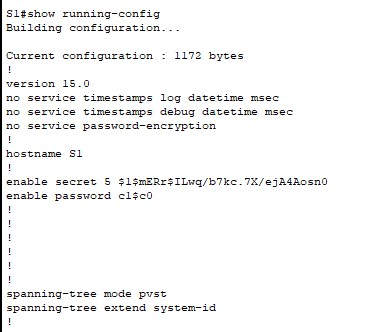 S1#show running-config
Building configuration...
Current configuration : 1172 bytes
!
version 15.0
no service timestamps log datetime msec
no service timestamps debug datetime msec
no service password-encryption
!
hostname S1
!
enable secret 5 $1$mERr$ILwq/b7kc.7X/ejA4Aosn0
enable password c1$c0
!
!
!
!
!
!
spanning-tree mode pvst
spanning-tree extend system-id
!